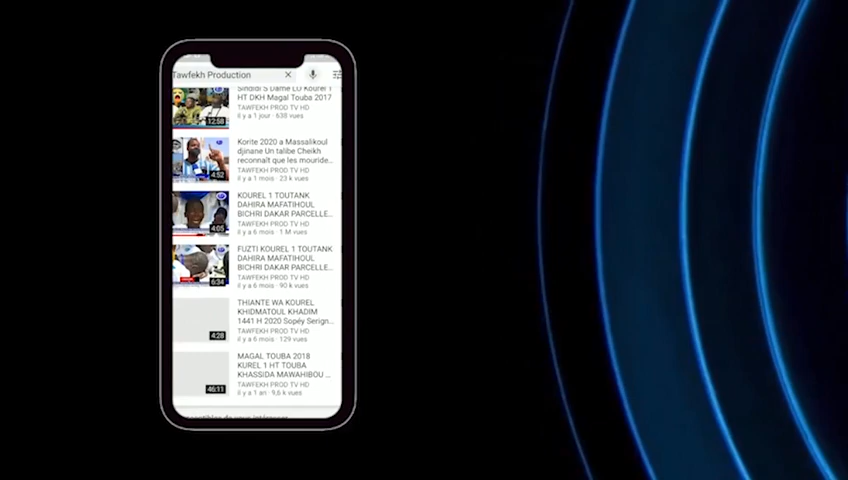 Tawfekh Production
Sindidi S Dame LO Kourel 1
HT DKH Magal Touba 2017
TAWFEKH PROD TV HD
il y a 1 jour · 638 vues
12:58
Korite 2020 a Massalikoul
djinane Un talibe Cheikh
reconnaît que les mouride...
TAWFEKH PROD TV HD
il y a 1 mois · 23 k vues
4:52
KOUREL 1 TOUTANK
DAHIRA MAFATIHOUL
BICHRI DAKAR PARCELLE...
TAWFEKH PROD TV HD
il y a 6 mois · 1 M vues
4:05
FUZTI KOUREL 1 TOUTANK
DAHIRA MAFATIHOUL
BICHRI DAKAR PARCELLE...
TAWFEKH PROD TV HD
il y a 6 mois · 90 k vues
6:34
THIANTE WA KOUREL
KHIDMATOUL KHADIM
1441 H 2020 Sopéy Serign...
TAWFEKH PROD TV HD
il y a 6 mois · 129 vues
4:28
MAGAL TOUBA 2018
KUREL 1 HT TOUBA
KHASSIDA MAWAHIBOU ...
TAWFEKH PROD TV HD
il y a 1 an · 9,6 k vues
46:11